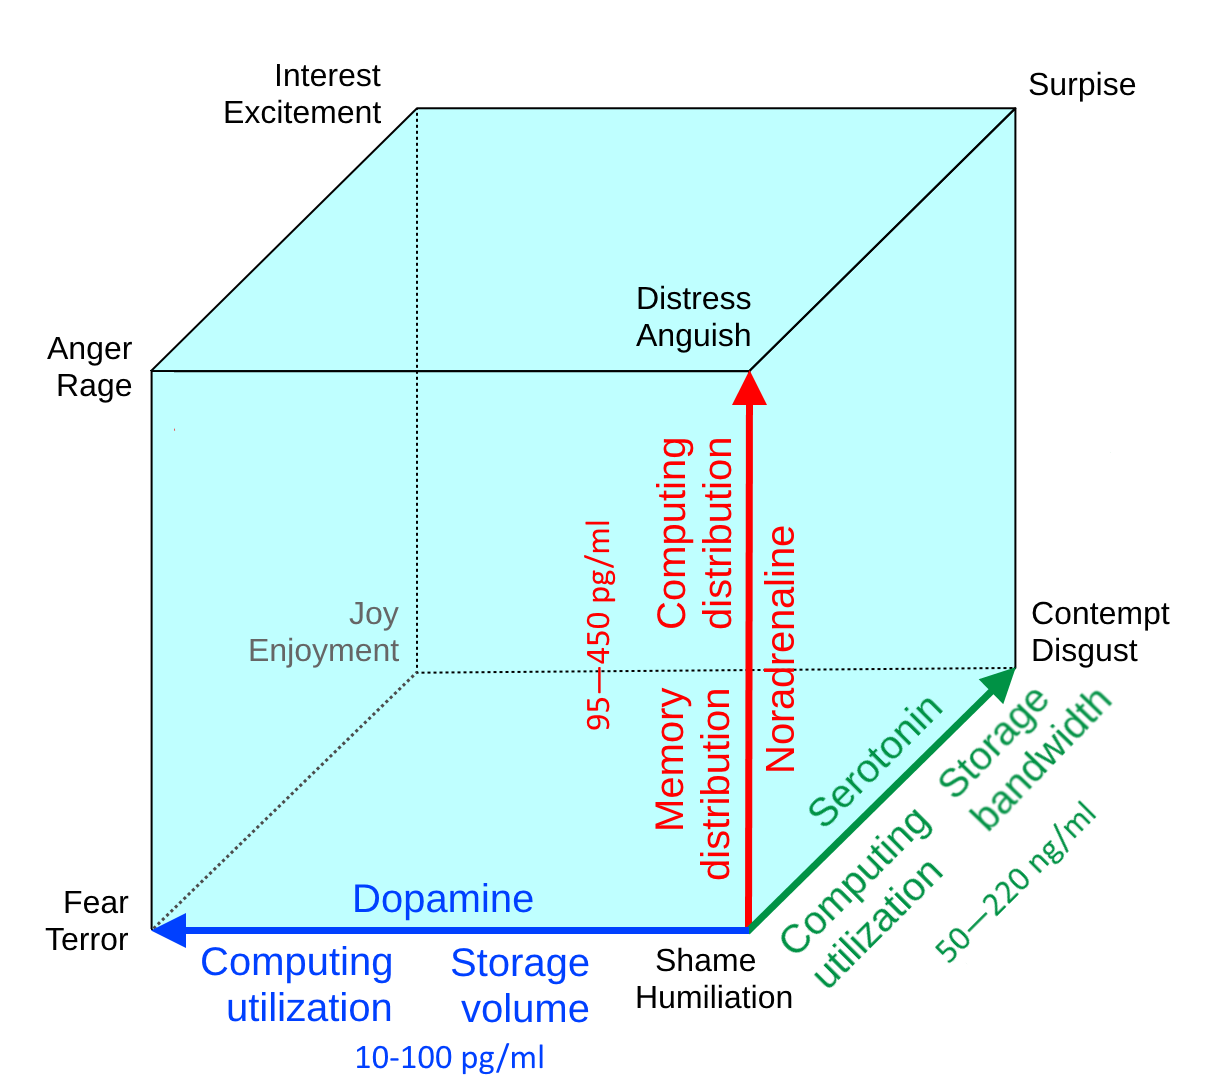 Interest
Excitement
Surpise
Distress
Anguish
Anger
Rage
Computing
distribution
95—450 pg/ml
Noradrenaline
Memory
distribution
Joy
Enjoyment
Contempt
Disgust
Serotonin
Storage
bandwidth
Computing
utilization
50—220 ng/ml
Fear
Terror
Dopamine
Computing
utilization
Storage
volume
10-100 pg/ml
Shame
Humiliation